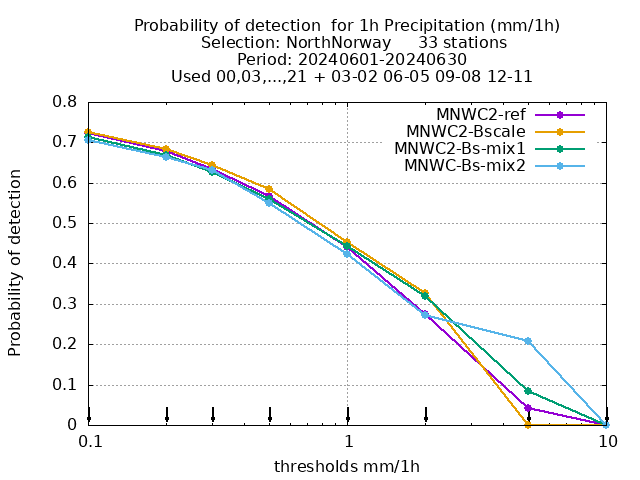 Probability of detection  for 1h Precipitation (mm/1h)
Selection: NorthNorway     33 stations
Period: 20240601-20240630
Used 00,03,...,21 + 03-02 06-05 09-08 12-11
MNWC2-ref
MNWC2-Bscale
MNWC2-Bs-mix1
MNWC-Bs-mix2
Probability of detection
0.8
0.7
0.6
0.5
0.4
0.3
0.2
0.1
0
0.1
1
10
thresholds mm/1h